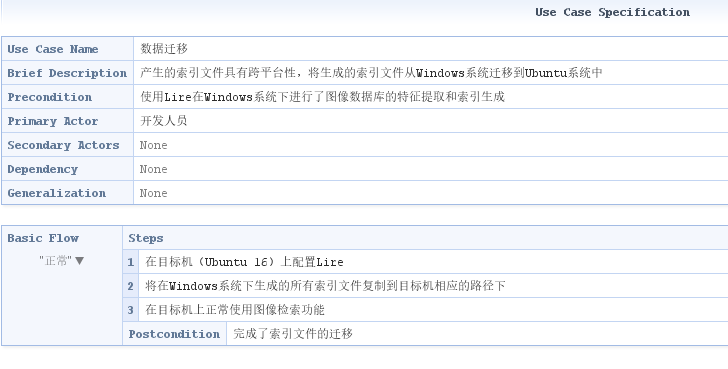 Use Case Specification
Use Case Name 数据迁移
Brief Description 产生的索引文件具有跨平台性，将生成的索引文件从Windows系统迁移到Ubuntu系统中
Precondition 使用Lire在Windows系统下进行了图像数据库的特征提取和索引生成
Primary Actor 开发人员
Secondary Actors None
Dependency None
Generalization None
Basic Flow Steps
"正常"▼
1 在目标机（Ubuntu 16）上配置Lire
2 将在Windows系统下生成的所有索引文件复制到目标机相应的路径下
3 在目标机上正常使用图像检索功能
Postcondition 完成了索引文件的迁移